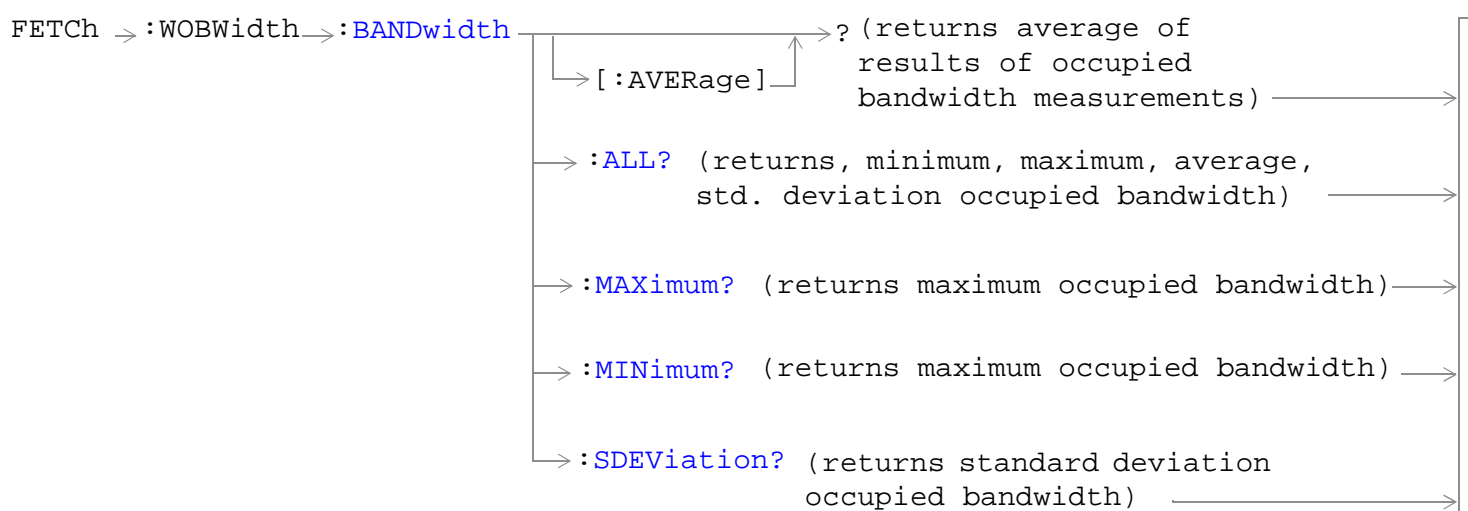 FETCh :WOBWidth :BANDwidth ? (returns average of
results of occupied
[:AVERage]
bandwidth measurements)
:ALL? (returns, minimum, maximum, average,
std. deviation occupied bandwidth)
:MAXimum? (returns maximum occupied bandwidth)
:MINimum? (returns maximum occupied bandwidth)
:SDEViation? (returns standard deviation
occupied bandwidth)